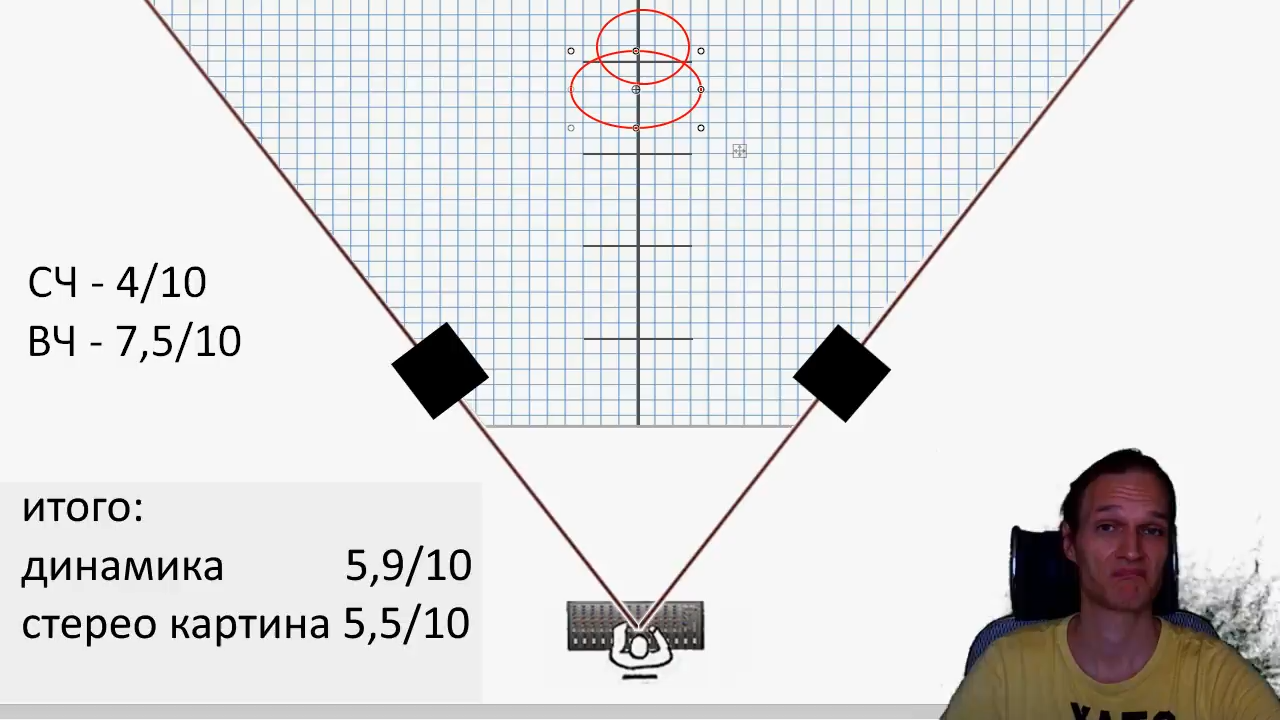 СЧ - 4/10
ВЧ - 7,5/10
итого:
динамика 5,9/10
стерео картина 5,5/10